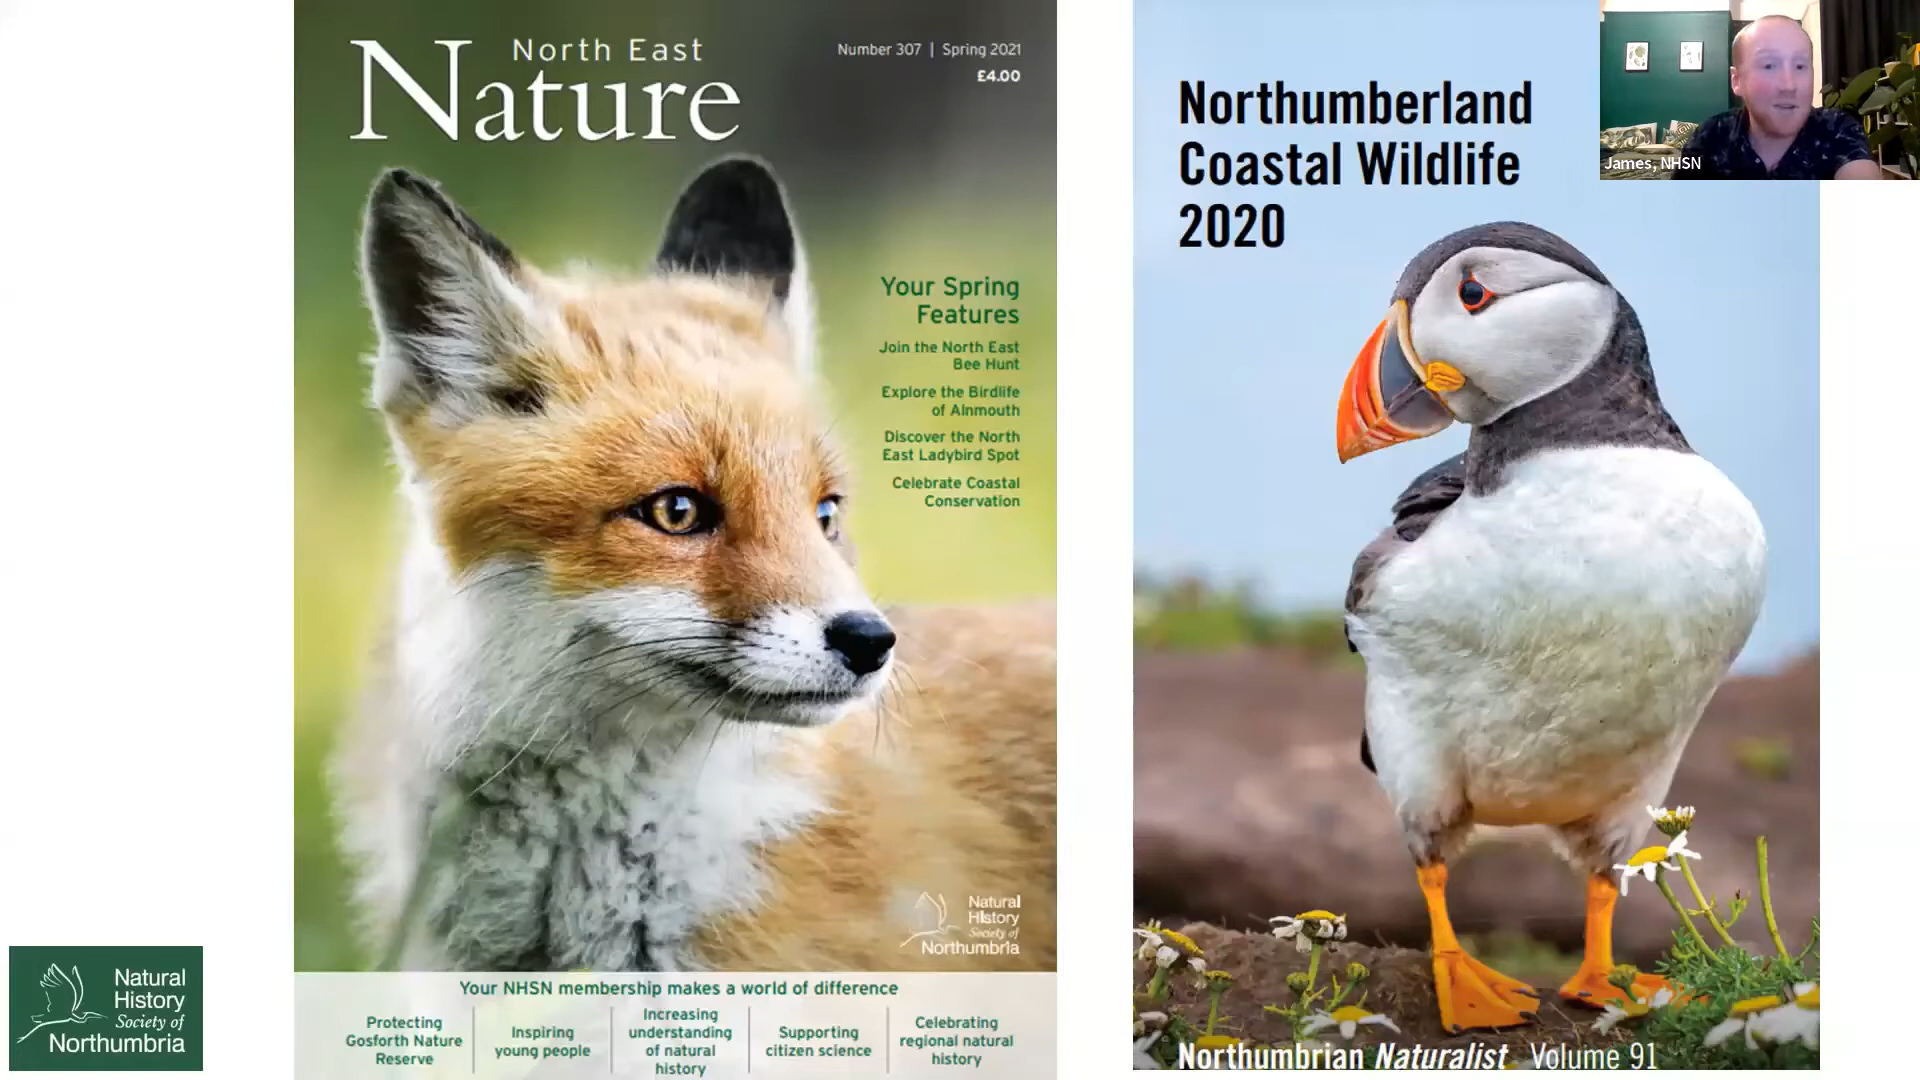 North East
Nature
Number 307 | Spring 2021
£4.00
Your Spring
Features
Join the North East
Bee Hunt
Explore the Birdlife
of Alnmouth
Discover the North
East Ladybird Spot
Celebrate Coastal
Conservation
Natural
History
Society of
Northumbria
Your NHSN membership makes a world of difference
Protecting
Gosforth Nature
Reserve
Inspiring
young people
Increasing
understanding
of natural
history
Supporting
citizen science
Celebrating
regional natural
history
Northumberland
Coastal Wildlife
2020
Northumbrian Naturalist Volume 91
James, NHSN
Natural
History
Society of
Northumbria